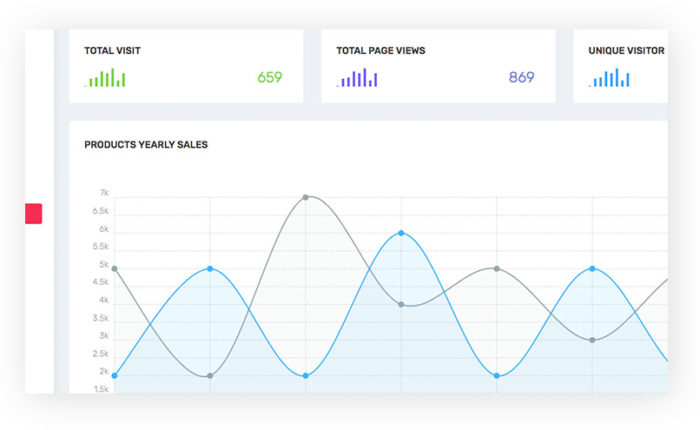 TOTAL VISIT
659
TOTAL PAGE VIEWS
869
UNIQUE VISITOR
PRODUCTS YEARLY SALES
7k
6.5k
6k
5.5k
5k
4.5k
4k
3.5k
3k
2.5k
2k
1.5k